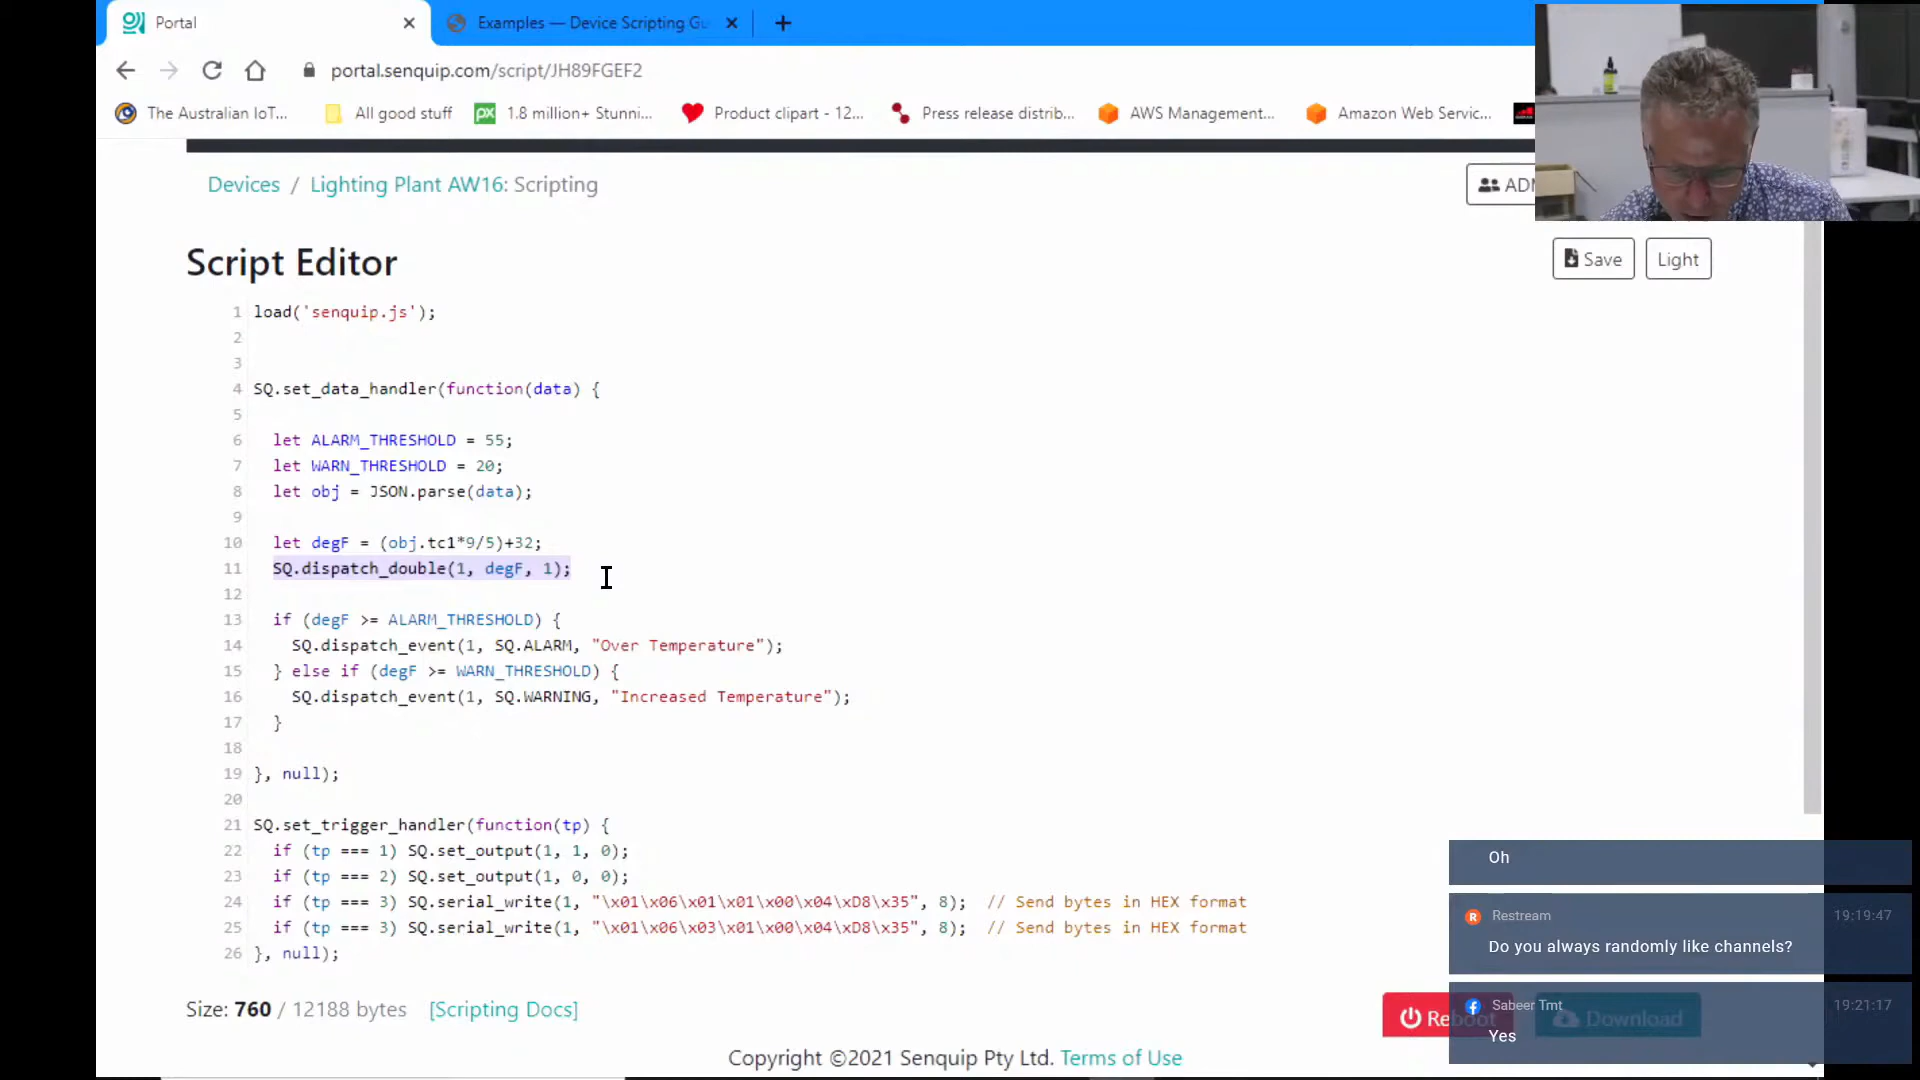 Portal
Examples — Device Scripting Gu
portal.senquip.com/script/JH89FGEF2
The Australian IoT...
All good stuff
px
1.8 million+ Stunni...
Product clipart - 12...
Press release distrib...
AWS Management...
Amazon Web Servic...
Devices / Lighting Plant AW16: Scripting
Script Editor
Save
Light
1 load('senquip.js');
2
3
4 SQ.set_data_handler(function(data) {
5
6 let ALARM_THRESHOLD = 55;
7 let WARN_THRESHOLD = 20;
8 let obj = JSON.parse(data);
9
10 let degF = (obj.tc1*9/5)+32;
11 SQ.dispatch_double(1, degF, 1);
12
13 if (degF >= ALARM_THRESHOLD) {
14 SQ.dispatch_event(1, SQ.ALARM, "Over Temperature");
15 } else if (degF >= WARN_THRESHOLD) {
16 SQ.dispatch_event(1, SQ.WARNING, "Increased Temperature");
17 }
18
19 }, null);
20
21 SQ.set_trigger_handler(function(tp) {
22 if (tp === 1) SQ.set_output(1, 1, 0);
23 if (tp === 2) SQ.set_output(1, 0, 0);
24 if (tp === 3) SQ.serial_write(1, "\x01\x06\x01\x01\x00\x04\xD8\x35", 8); // Send bytes in HEX format
25 if (tp === 3) SQ.serial_write(1, "\x01\x06\x03\x01\x00\x04\xD8\x35", 8); // Send bytes in HEX format
26 }, null);
Size: 760 / 12188 bytes [Scripting Docs]
Reboot
Download
Copyright ©2021 Senquip Pty Ltd. Terms of Use
Oh
Restream 19:19:47
Do you always randomly like channels?
Sabeer Tmt 19:21:17
Yes